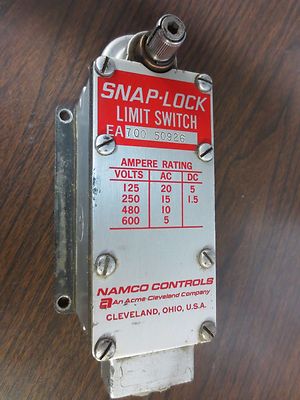 SNAP-LOCK
LIMIT SWITCH
EA700 50926
AMPERE RATING
VOLTS AC DC
125 20 5
250 15 1.5
480 10
600 5
NAMCO CONTROLS
An Acme Cleveland Company
CLEVELAND, OHIO, U.S.A.